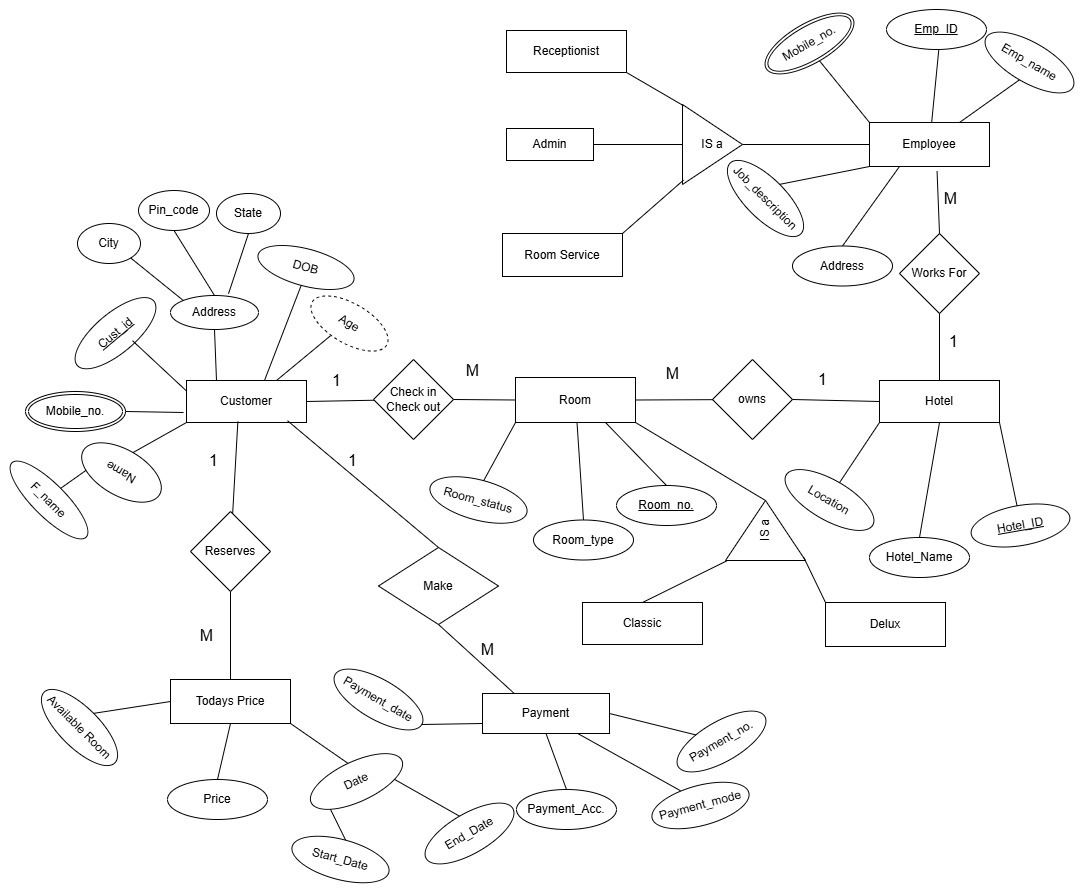 Receptionist
Mobile_no.
Emp_ID
Emp_name
Admin
IS a
Employee
Job_description
M
Pin_code
State
City
Room Service
Address
Works For
DOB
Address
Age
Cust_id
1
Customer
1
Check in
Check out
M
Room
M
owns
1
Hotel
Mobile_no.
Name
F_name
1
1
Room_status
Room_no.
Room_type
IS a
Location
Hotel_Name
Hotel_ID
Reserves
Make
Classic
Delux
M
M
Todays Price
Payment_date
Payment
Available Room
Payment_no.
Price
Date
Payment_Acc.
Payment_mode
Start_Date
End_Date